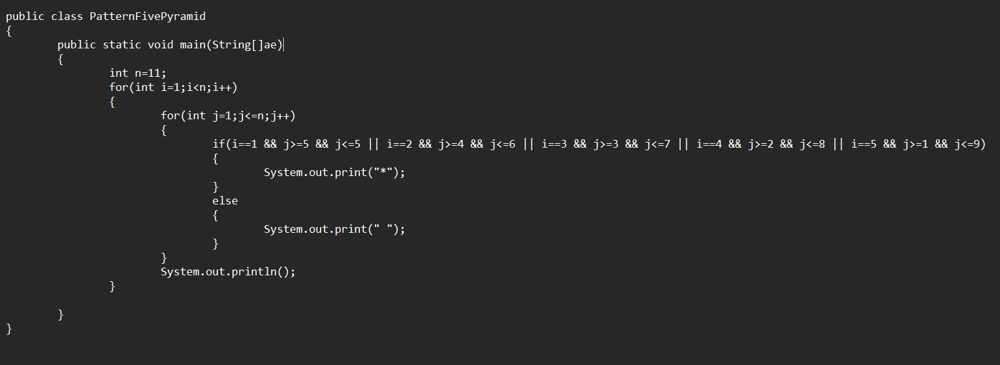 public class PatternFivePyramid
{
        public static void main(String[]ae)
        {
                int n=11;
                for(int i=1;i<n;i++)
                {
                        for(int j=1;j<=n;j++)
                        {
                                if(i==1 && j>=5 && j<=5 || i==2 && j>=4 && j<=6 || i==3 && j>=3 && j<=7 || i==4 && j>=2 && j<=8 || i==5 && j>=1 && j<=9)
                                {
                                        System.out.print("*");
                                }
                                else
                                {
                                        System.out.print(" ");
                                }
                        }
                        System.out.println();
                }

        }
}